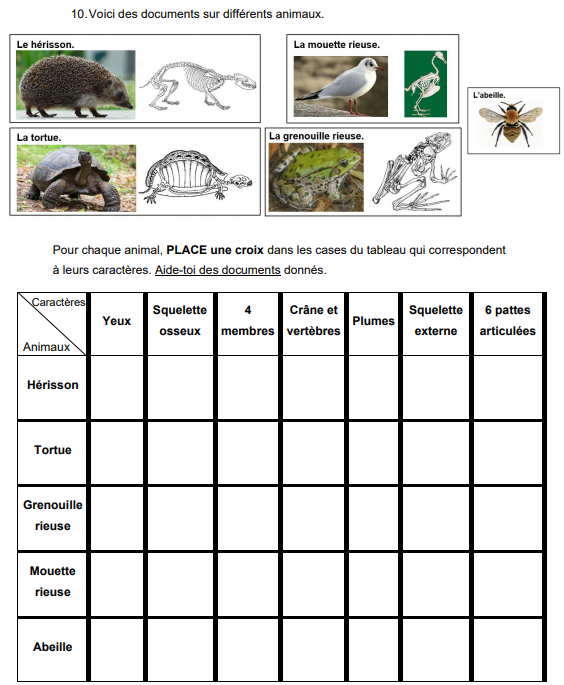 10. Voici des documents sur différents animaux.
Le hérisson.
La mouette rieuse.
L'abeille.
La tortue.
La grenouille rieuse.
Pour chaque animal, PLACE une croix dans les cases du tableau qui correspondent
à leurs caractères. Aide-toi des documents donnés.
Caractères
Animaux
Yeux
Squelette
osseux
4
membres
Crâne et
vertèbres
Plumes
Squelette
externe
6 pattes
articulées
Hérisson
Tortue
Grenouille
rieuse
Mouette
rieuse
Abeille